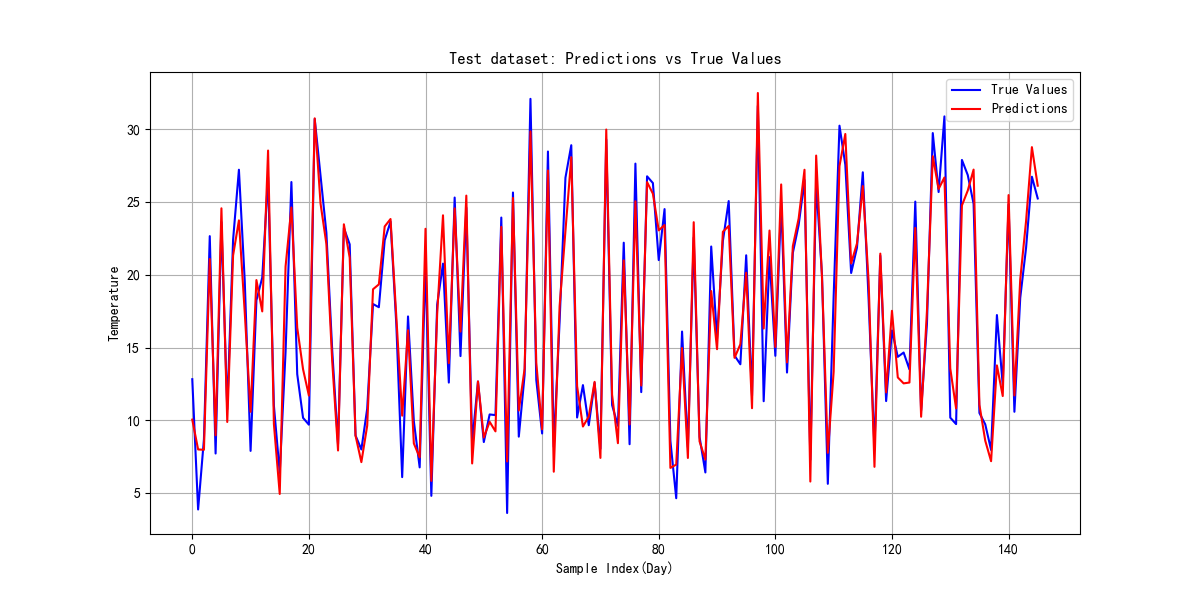 Test dataset: Predictions vs True Values
True Values
Predictions
Temperature
30
25
20
15
10
5
0
20
40
60
80
100
120
140
Sample Index(Day)